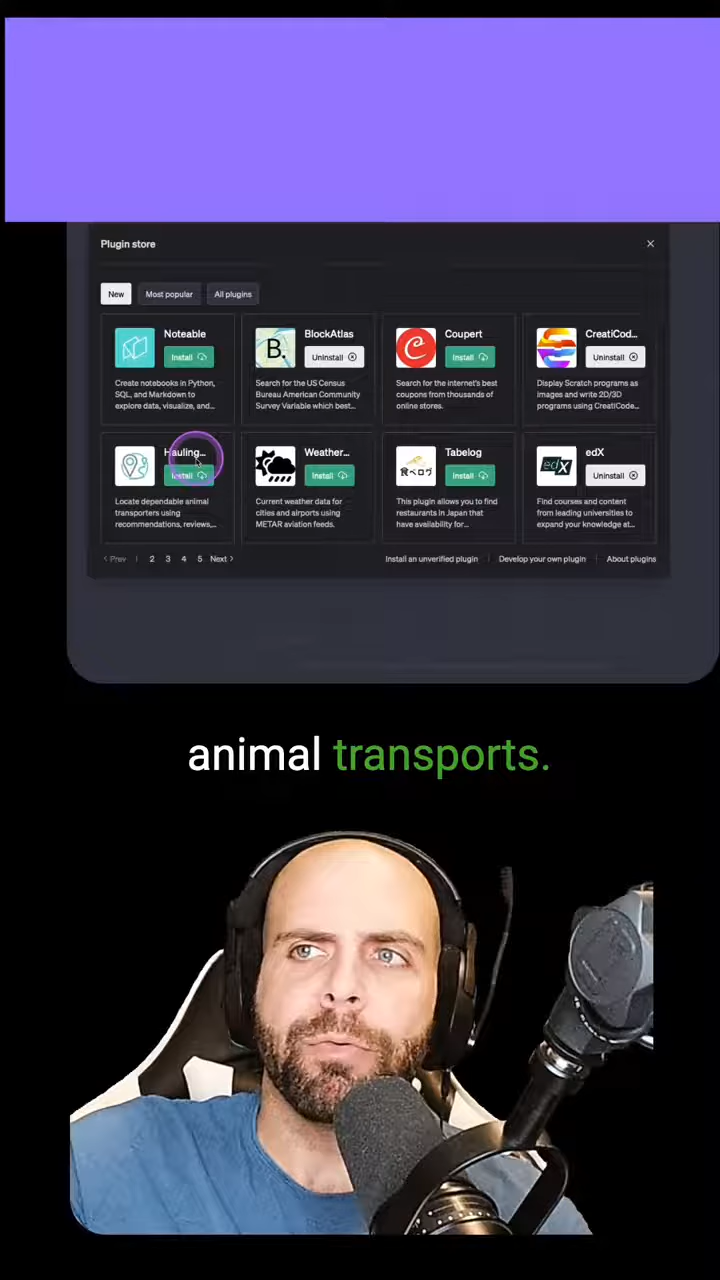 Plugin store
New
Most popular
All plugins
Noteable
Install
Create notebooks in Python,
SQL, and Markdown to
explore data, visualize, and...
BlockAtlas
Uninstall
Search for the US Census
Bureau American Community
Survey Variable which best...
Coupert
Install
Search for the internet's best
coupons from thousands of
online stores.
CreatiCod...
Uninstall
Display Scratch programs as
images and write 2D/3D
programs using CreatiCode...
Hauling...
Install
Locate dependable animal
transporters using
recommendations, reviews,...
Weather...
Install
Current weather data for
cities and airports using
METAR aviation feeds.
食べログ
Tabelog
Install
This plugin allows you to find
restaurants in Japan that
have availability for...
edX
edX
Uninstall
Find courses and content
from leading universities to
expand your knowledge at...
Prev 2 3 4 5 Next
Install an unverified plugin
Develop your own plugin
About plugins
animal transports.